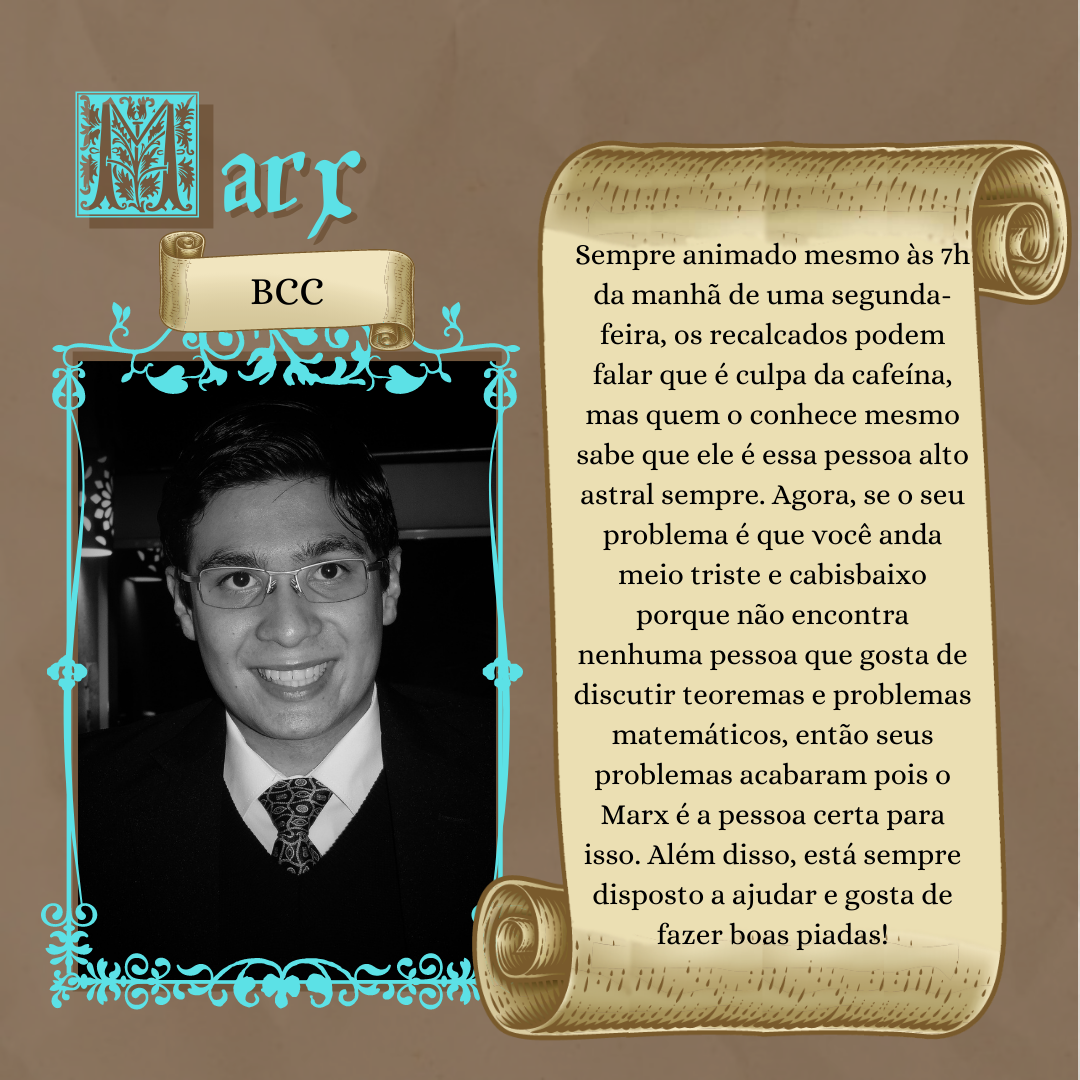 Marx
BCC
Sempre animado mesmo às 7h
da manhã de uma segunda-
feira, os recalcados podem
falar que é culpa da cafeína,
mas quem o conhece mesmo
sabe que ele é essa pessoa alto
astral sempre. Agora, se o seu
problema é que você anda
meio triste e cabisbaixo
porque não encontra
nenhuma pessoa que gosta de
discutir teoremas e problemas
matemáticos, então seus
problemas acabaram pois o
Marx é a pessoa certa para
isso. Além disso, está sempre
disposto a ajudar e gosta de
fazer boas piadas!